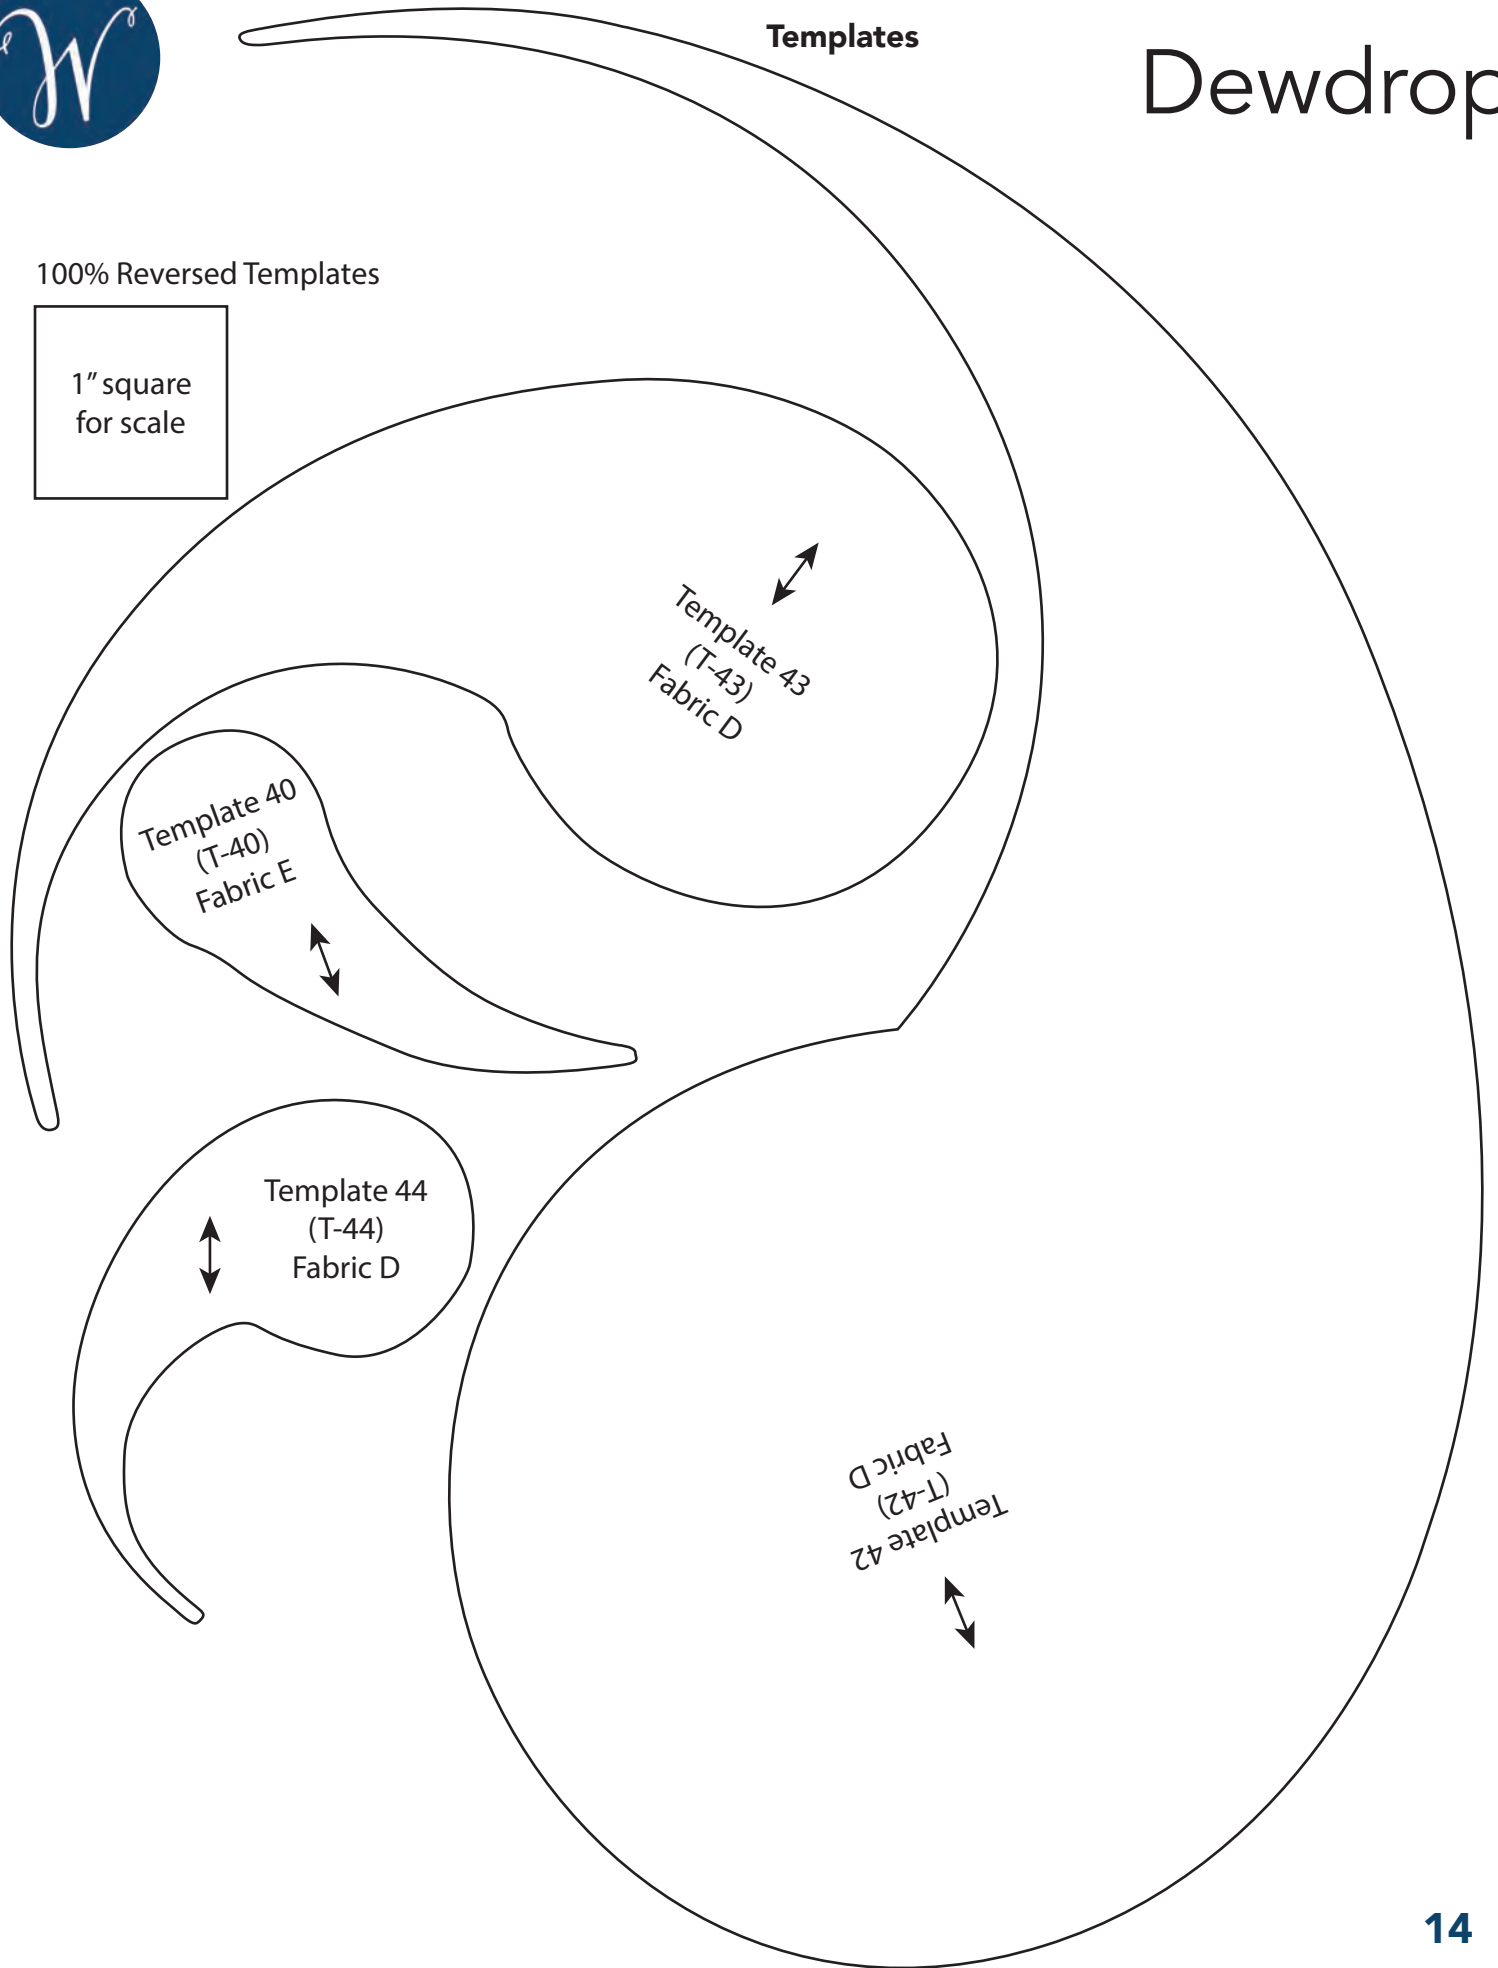 W
Templates
Dewdrop
100% Reversed Templates
1” square
for scale
Template 43
(T-43)
Fabric D
Template 40
(T-40)
Fabric E
Template 44
(T-44)
Fabric D
Template 42
(T-42)
Fabric D
14